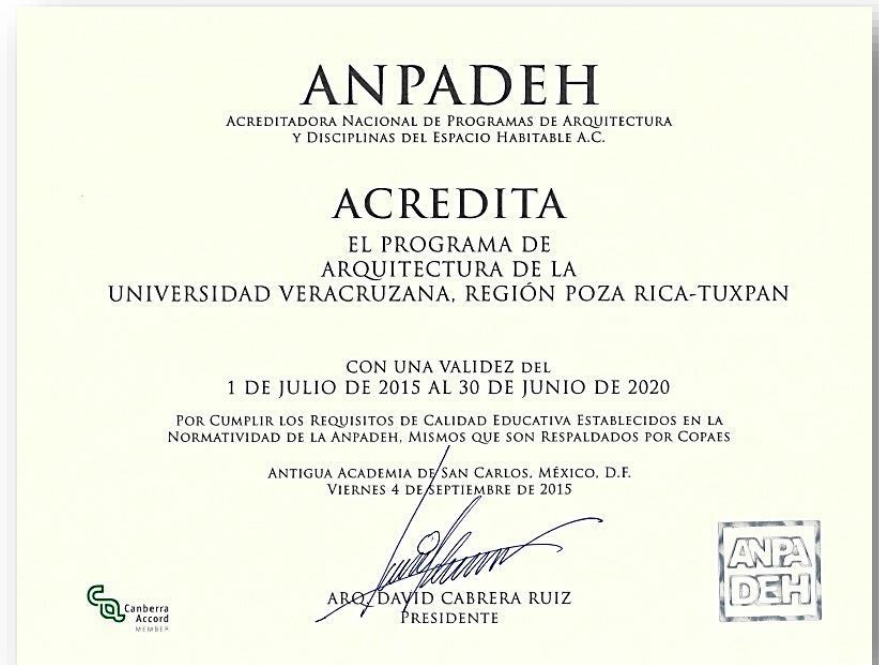 ANPADEH
ACREDITADORA NACIONAL DE PROGRAMAS DE ARQUITECTURA
Y DISCIPLINAS DEL ESPACIO HABITABLE A.C.
ACREDITA
EL PROGRAMA DE
ARQUITECTURA DE LA
UNIVERSIDAD VERACRUZANA, REGIÓN POZA RICA-TUXPAN
CON UNA VALIDEZ DEL
1 DE JULIO DE 2015 AL 30 DE JUNIO DE 2020
POR CUMPLIR LOS REQUISITOS DE CALIDAD EDUCATIVA ESTABLECIDOS EN LA
NORMATIVIDAD DE LA ANPADEH, MISMOS QUE SON RESPALDADOS POR COPAES
ANTIGUA ACADEMIA DE SAN CARLOS, MÉXICO, D.F.
VIERNES 4 DE SEPTIEMBRE DE 2015
ARQ. DAVID CABRERA RUIZ
PRESIDENTE
Canberra
Accord
MEMBER
ANPA
DEH